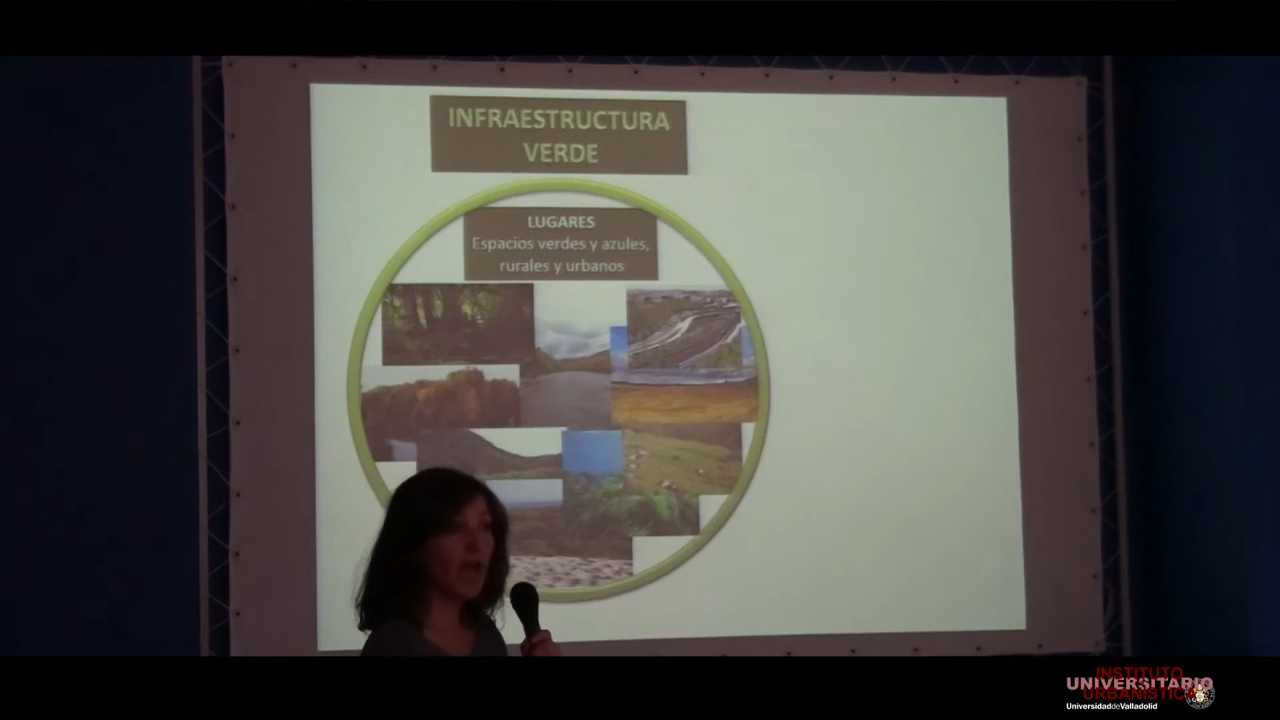 INFRAESTRUCTURA
VERDE
LUGARES
Espacios verdes y azules,
rurales y urbanos
INSTITUTO
UNIVERSITARIO
URBANÍSTICA
UniversidaddeValladolid